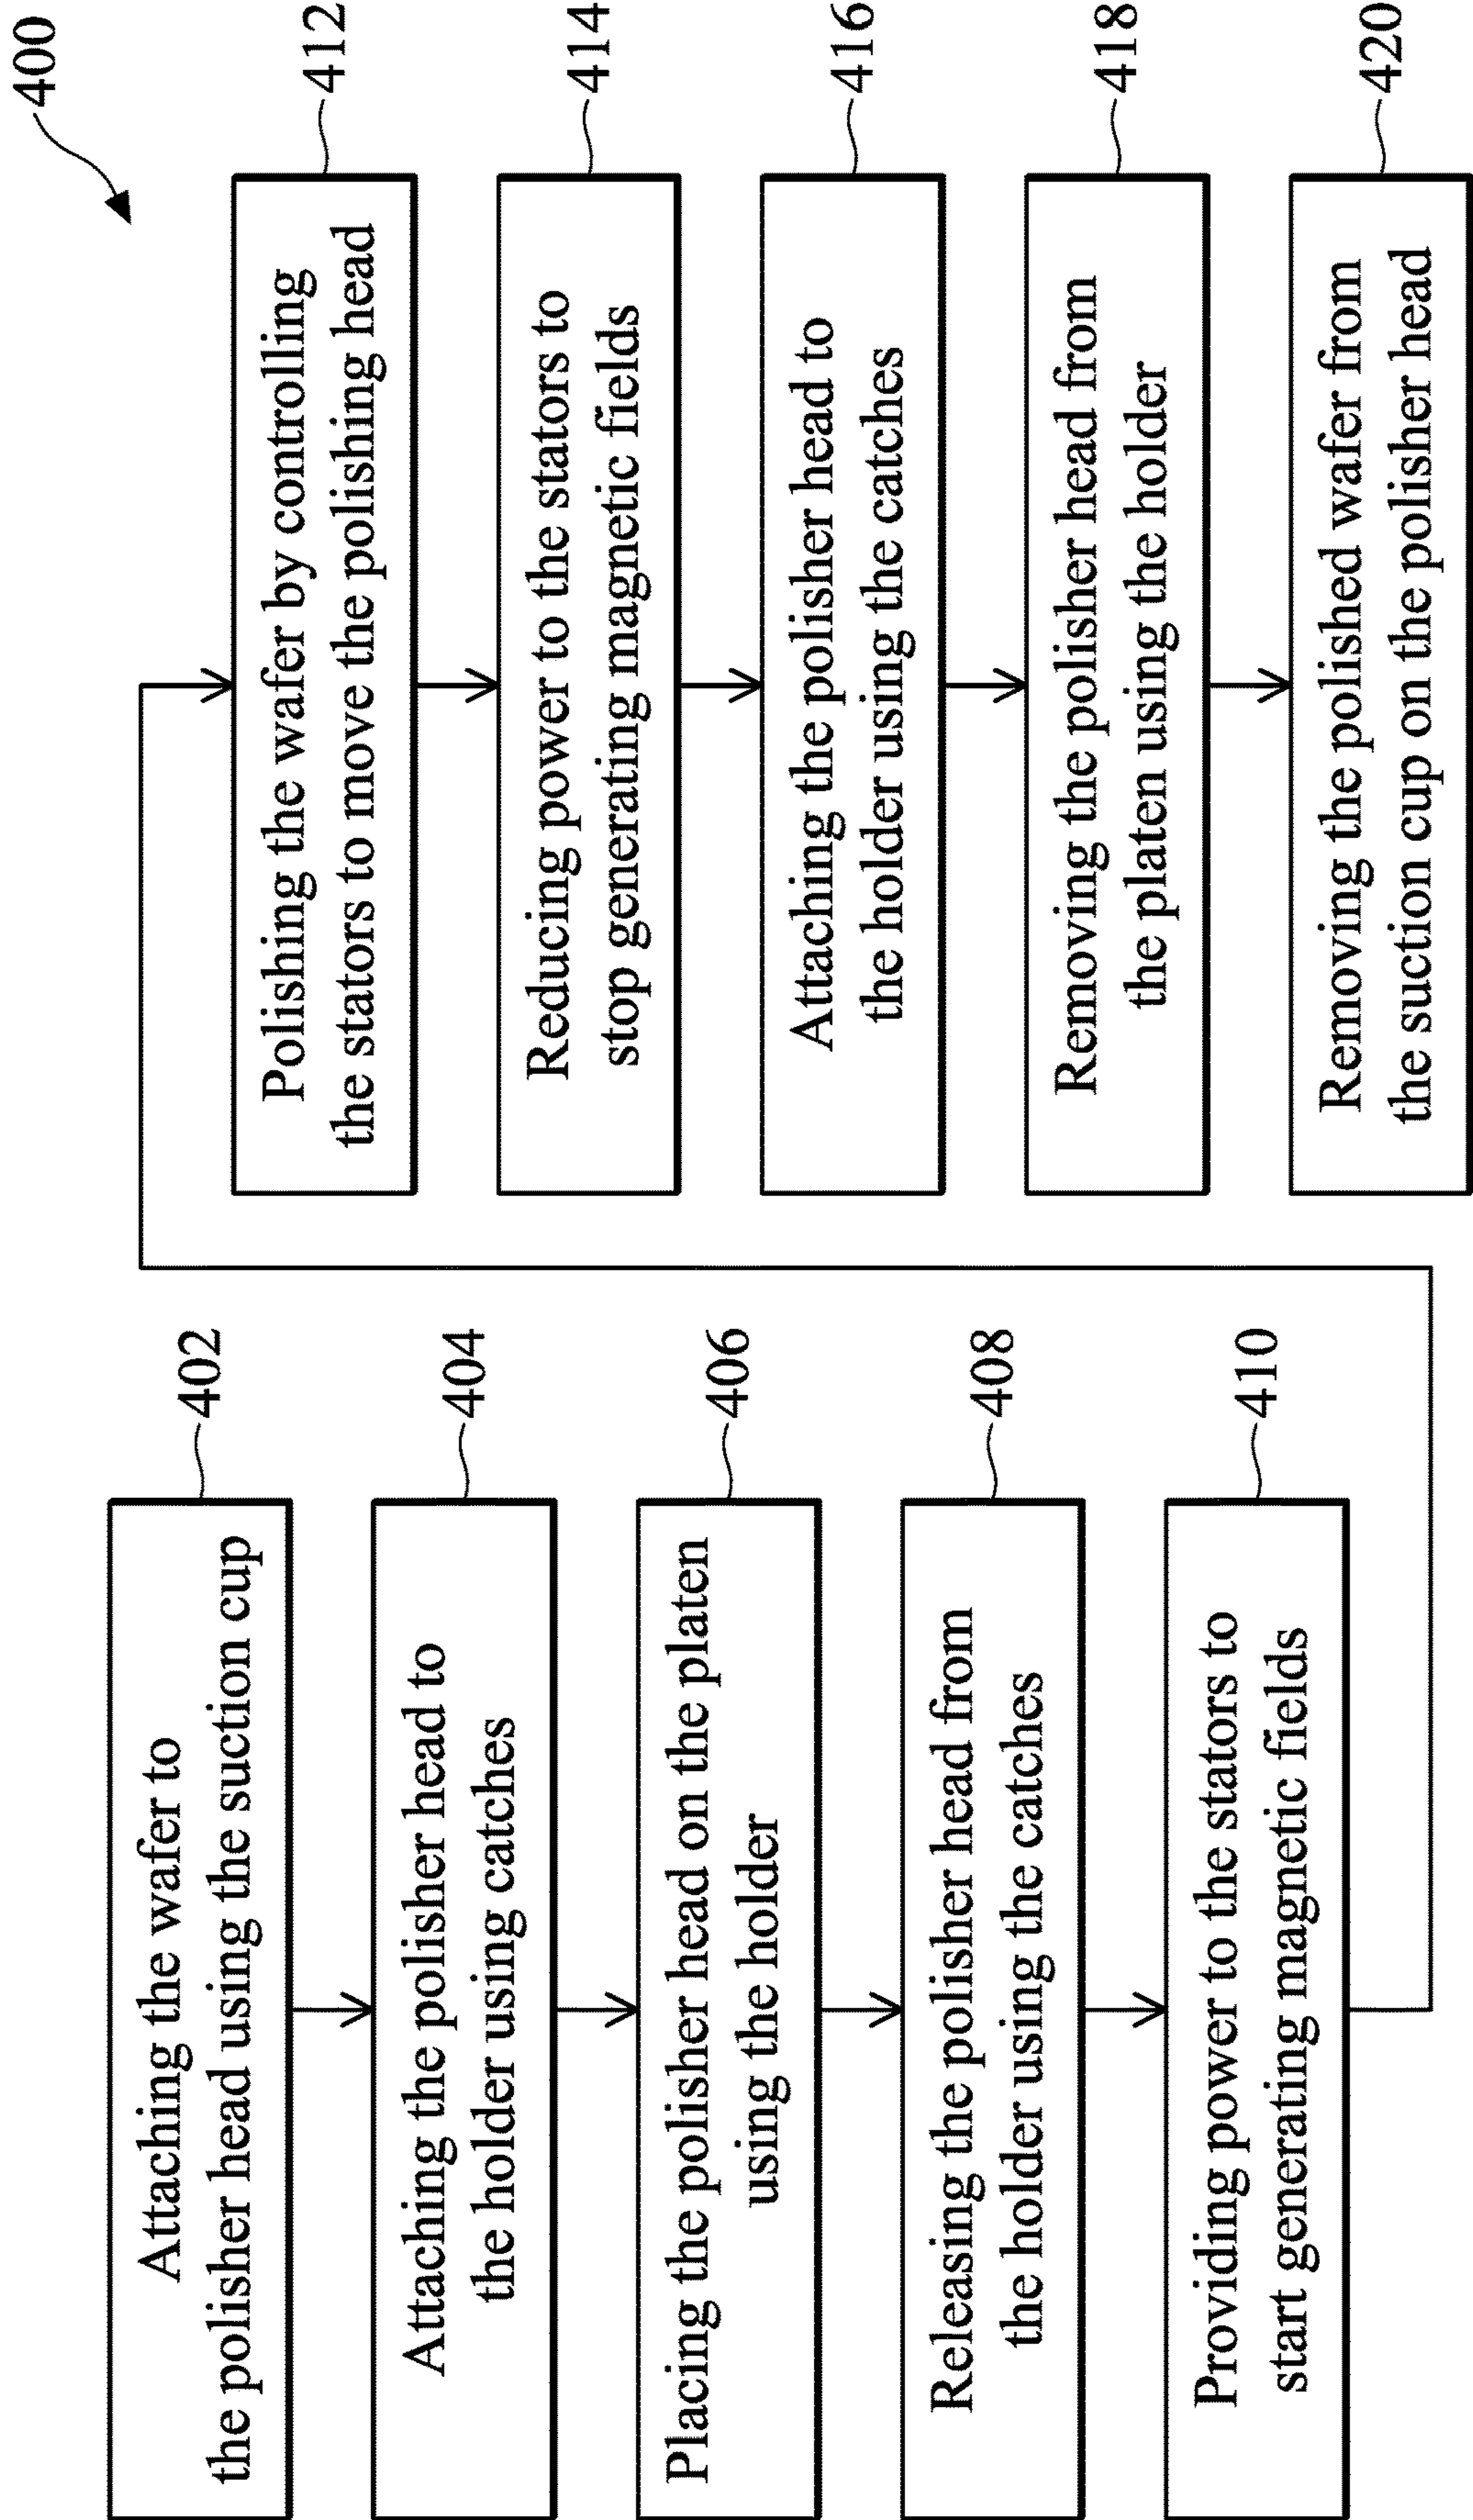 400
Attaching the wafer to
the polisher head using the suction cup
402
Attaching the polisher head to
the holder using catches
404
Placing the polisher head on the platen
using the holder
406
Releasing the polisher head from
the holder using the catches
408
Providing power to the stators to
start generating magnetic fields
410
Polishing the wafer by controlling
the stators to move the polishing head
412
Reducing power to the stators to
stop generating magnetic fields
414
Attaching the polisher head to
the holder using the catches
416
Removing the polisher head from
the platen using the holder
418
Removing the polished wafer from
the suction cup on the polisher head
420